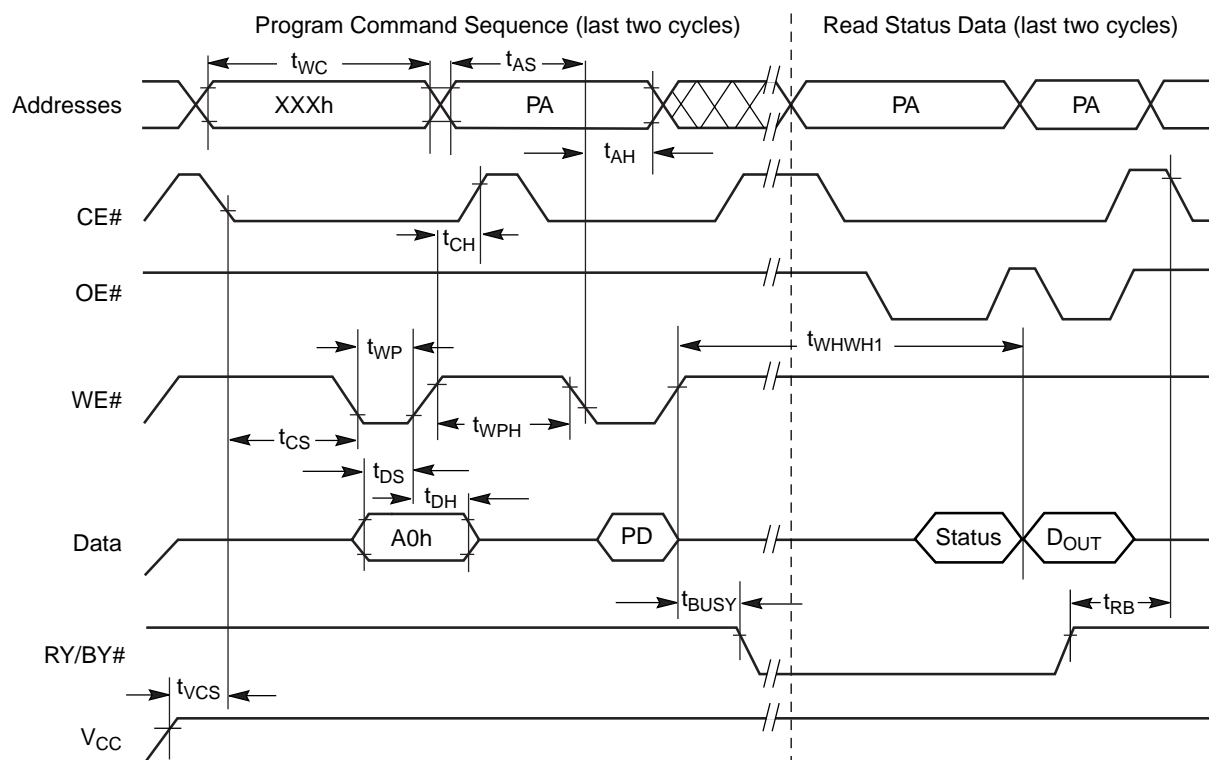 Program Command Sequence (last two cycles)
Read Status Data (last two cycles)
tWC
tAS
Addresses
XXXh
PA
PA
PA
tAH
CE#
tCH
OE#
tWP
tWHWH1
WE#
tCS
tWPH
tDS
tDH
Data
A0h
PD
Status
DOUT
tBUSY
tRB
RY/BY#
tVCS
VCC